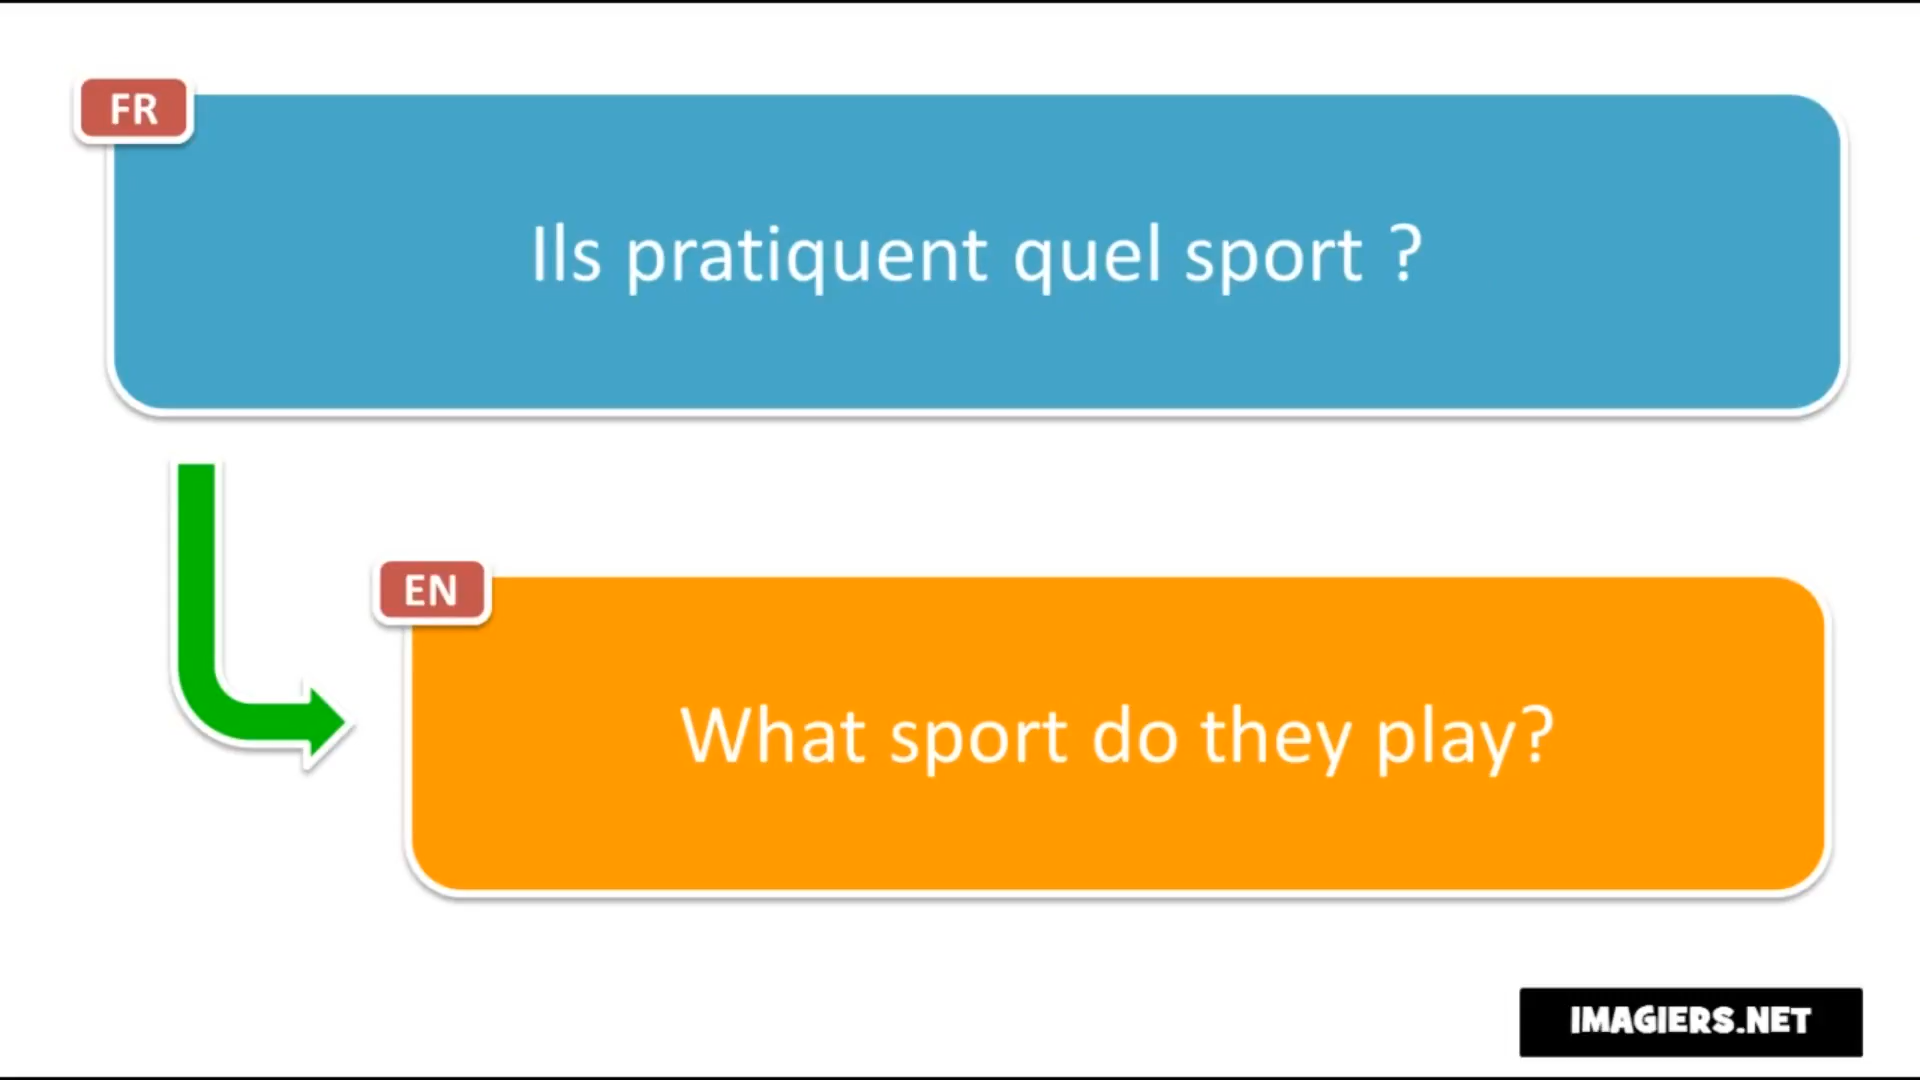 FR
Ils pratiquent quel sport ?
EN
What sport do they play?
IMAGIERS.NET